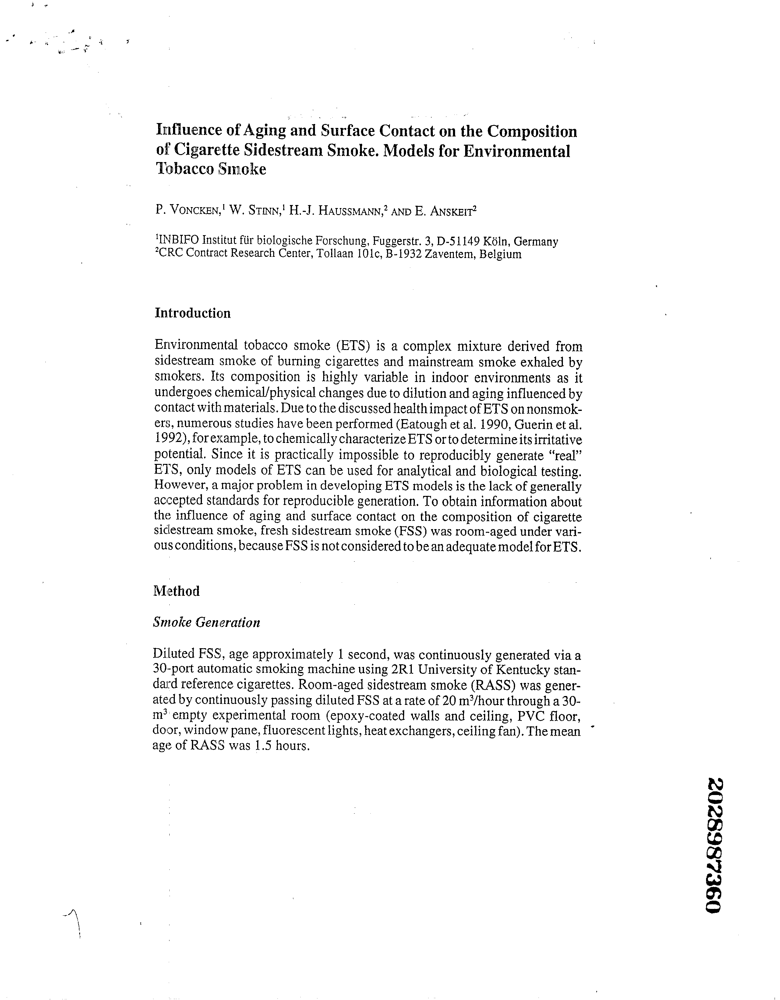 Influence of Aging and Surface Contact on the Composition
of Cigarette Sidestream Smoke. Models for Environmental
Tobacco Smoke
P. VONCKEN,¹ W. STINN,¹ H.-J. HAUSSMANN,² AND E. ANSKEIT²
¹INBIFO Institut für biologische Forschung, Fuggerstr. 3, D-51149 Köln, Germany
²CRC Contract Research Center, Tollaan 101c, B-1932 Zaventem, Belgium
Introduction
Environmental tobacco smoke (ETS) is a complex mixture derived from
sidestream smoke of burning cigarettes and mainstream smoke exhaled by
smokers. Its composition is highly variable in indoor environments as it
undergoes chemical/physical changes due to dilution and aging influenced by
contact with materials. Due to the discussed health impact of ETS on nonsmok-
ers, numerous studies have been performed (Eatough et al. 1990, Guerin et al.
1992), for example, to chemically characterize ETS or to determine its irritative
potential. Since it is practically impossible to reproducibly generate “real”
ETS, only models of ETS can be used for analytical and biological testing.
However, a major problem in developing ETS models is the lack of generally
accepted standards for reproducible generation. To obtain information about
the influence of aging and surface contact on the composition of cigarette
sidestream smoke, fresh sidestream smoke (FSS) was room-aged under vari-
ous conditions, because FSS is not considered to be an adequate model for ETS.
Method
Smoke Generation
Diluted FSS, age approximately 1 second, was continuously generated via a
30-port automatic smoking machine using 2R1 University of Kentucky stan-
dard reference cigarettes. Room-aged sidestream smoke (RASS) was gener-
ated by continuously passing diluted FSS at a rate of 20 m³/hour through a 30-
m³ empty experimental room (epoxy-coated walls and ceiling, PVC floor,
door, window pane, fluorescent lights, heat exchangers, ceiling fan). The mean
age of RASS was 1.5 hours.
2028987360